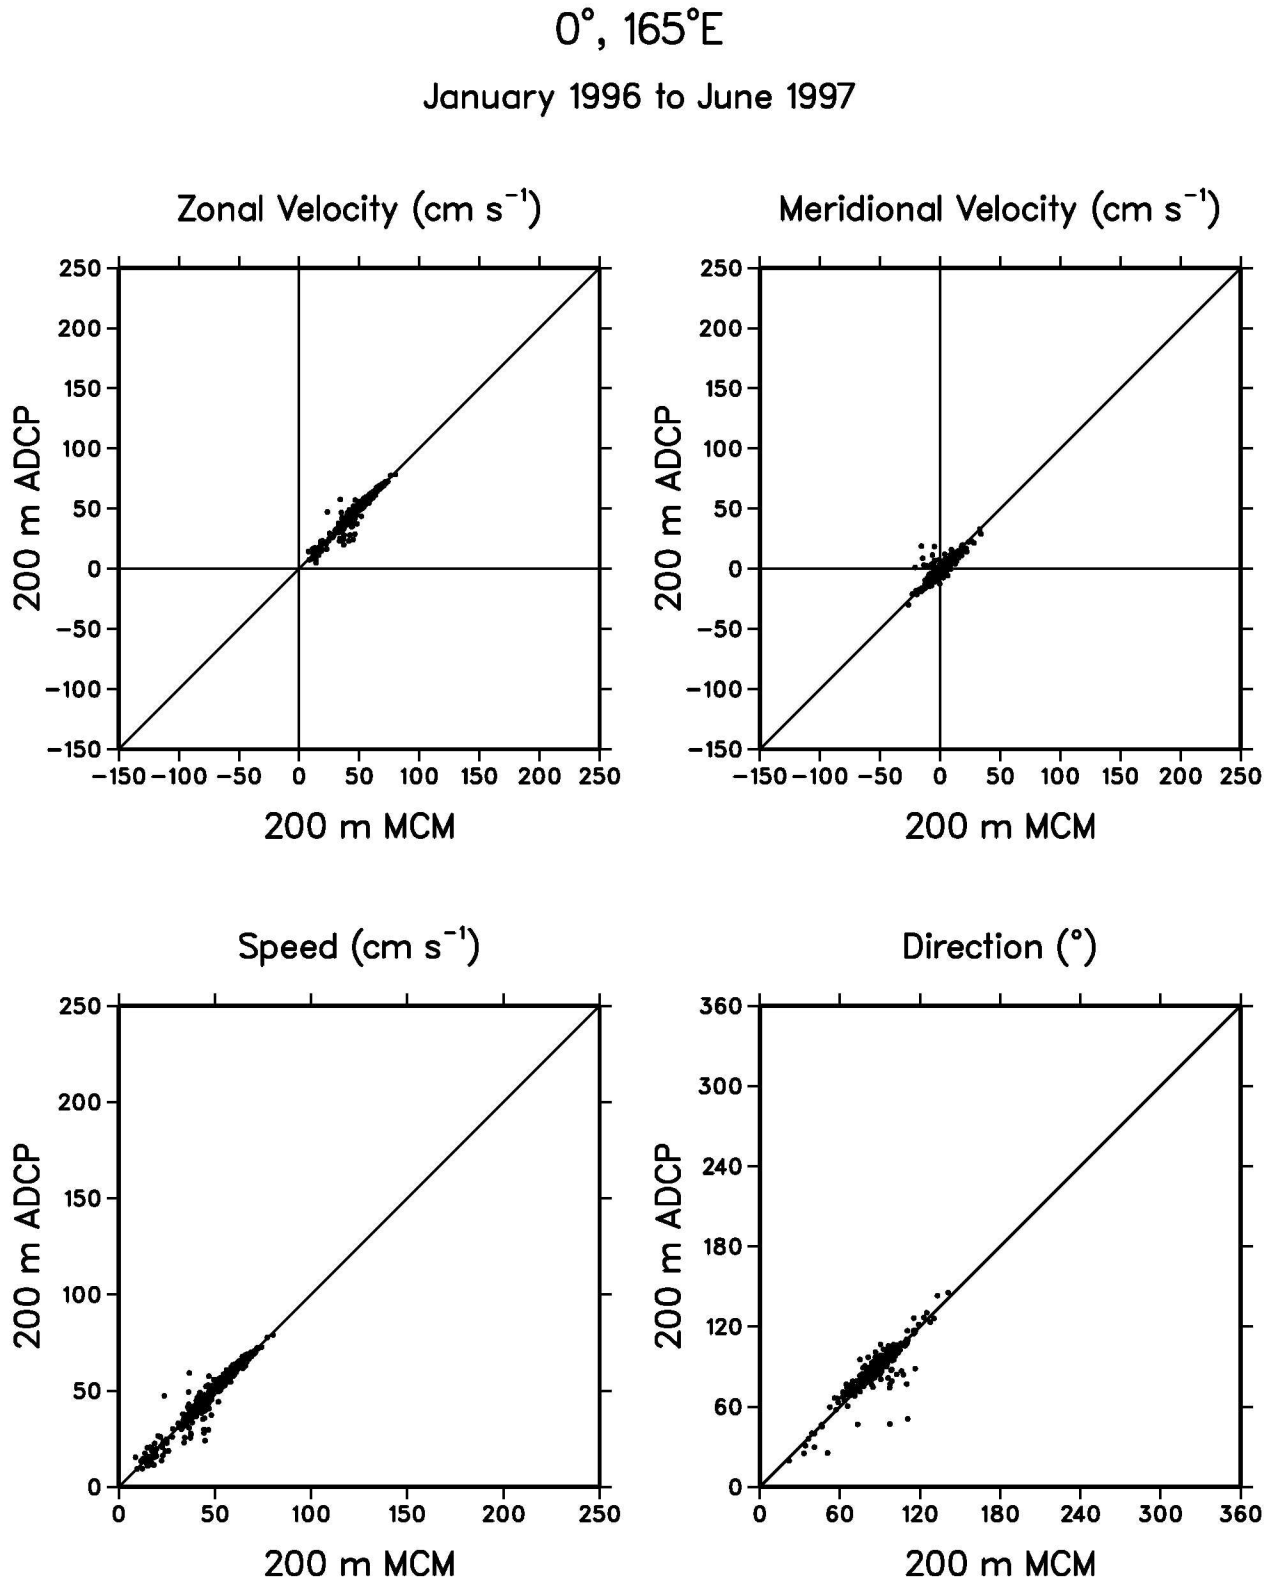 0°, 165°E
January 1996 to June 1997
Zonal Velocity (cm s⁻¹)
Meridional Velocity (cm s⁻¹)
250
200
150
100
50
0
−50
−100
−150
200 m ADCP
−150 −100 −50 0 50 100 150 200 250
200 m MCM
250
200
150
100
50
0
−50
−100
−150
200 m ADCP
−150 −100 −50 0 50 100 150 200 250
200 m MCM
Speed (cm s⁻¹)
Direction (°)
250
200
150
100
50
0
200 m ADCP
0 50 100 150 200 250
200 m MCM
360
300
240
180
120
60
0
200 m ADCP
0 60 120 180 240 300 360
200 m MCM